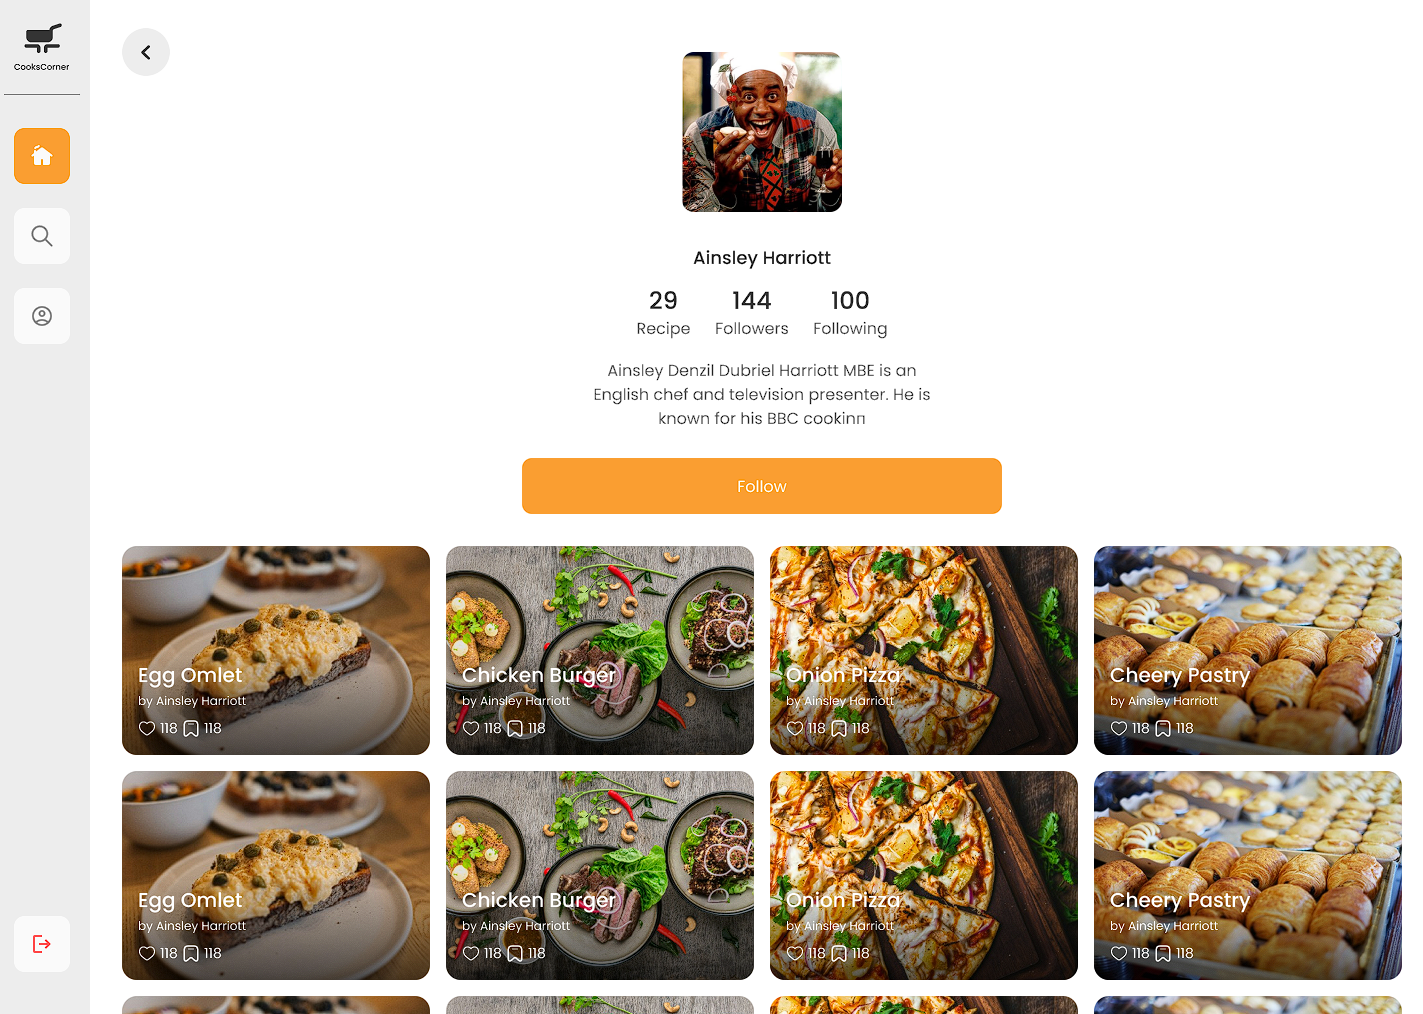 CooksCorner
Ainsley Harriott
29 144 100
Recipe Followers Following
Ainsley Denzil Dubriel Harriott MBE is an
English chef and television presenter. He is
known for his BBC cookinп
Follow
Egg Omlet
by Ainsley Harriott
118 118
Chicken Burger
by Ainsley Harriott
118 118
Onion Pizza
by Ainsley Harriott
118 118
Cheery Pastry
by Ainsley Harriott
118 118
Egg Omlet
by Ainsley Harriott
118 118
Chicken Burger
by Ainsley Harriott
118 118
Onion Pizza
by Ainsley Harriott
118 118
Cheery Pastry
by Ainsley Harriott
118 118